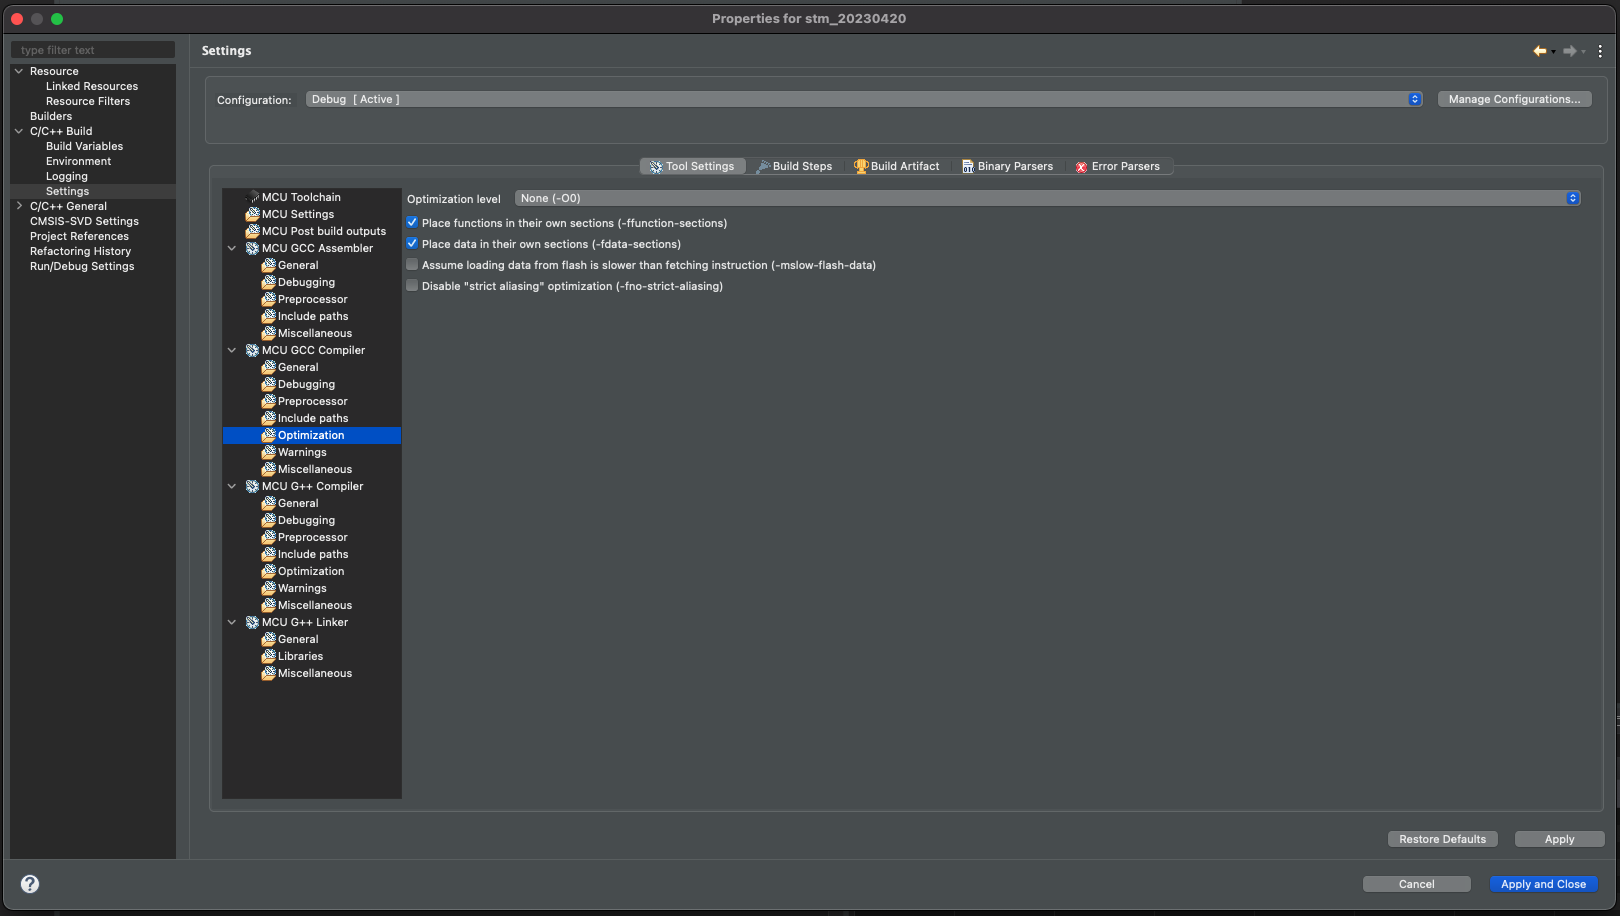 Properties for stm_20230420
type filter text
Resource
Linked Resources
Resource Filters
Builders
C/C++ Build
Build Variables
Environment
Logging
Settings
C/C++ General
CMSIS-SVD Settings
Project References
Refactoring History
Run/Debug Settings
Settings
Configuration: Debug [ Active ] Manage Configurations...
Tool Settings Build Steps Build Artifact Binary Parsers Error Parsers
MCU Toolchain
MCU Settings
MCU Post build outputs
MCU GCC Assembler
General
Debugging
Preprocessor
Include paths
Miscellaneous
MCU GCC Compiler
General
Debugging
Preprocessor
Include paths
Optimization
Warnings
Miscellaneous
MCU G++ Compiler
General
Debugging
Preprocessor
Include paths
Optimization
Warnings
Miscellaneous
MCU G++ Linker
General
Libraries
Miscellaneous
Optimization level None (-O0)
Place functions in their own sections (-ffunction-sections)
Place data in their own sections (-fdata-sections)
Assume loading data from flash is slower than fetching instruction (-mslow-flash-data)
Disable "strict aliasing" optimization (-fno-strict-aliasing)
Restore Defaults Apply
? Cancel Apply and Close